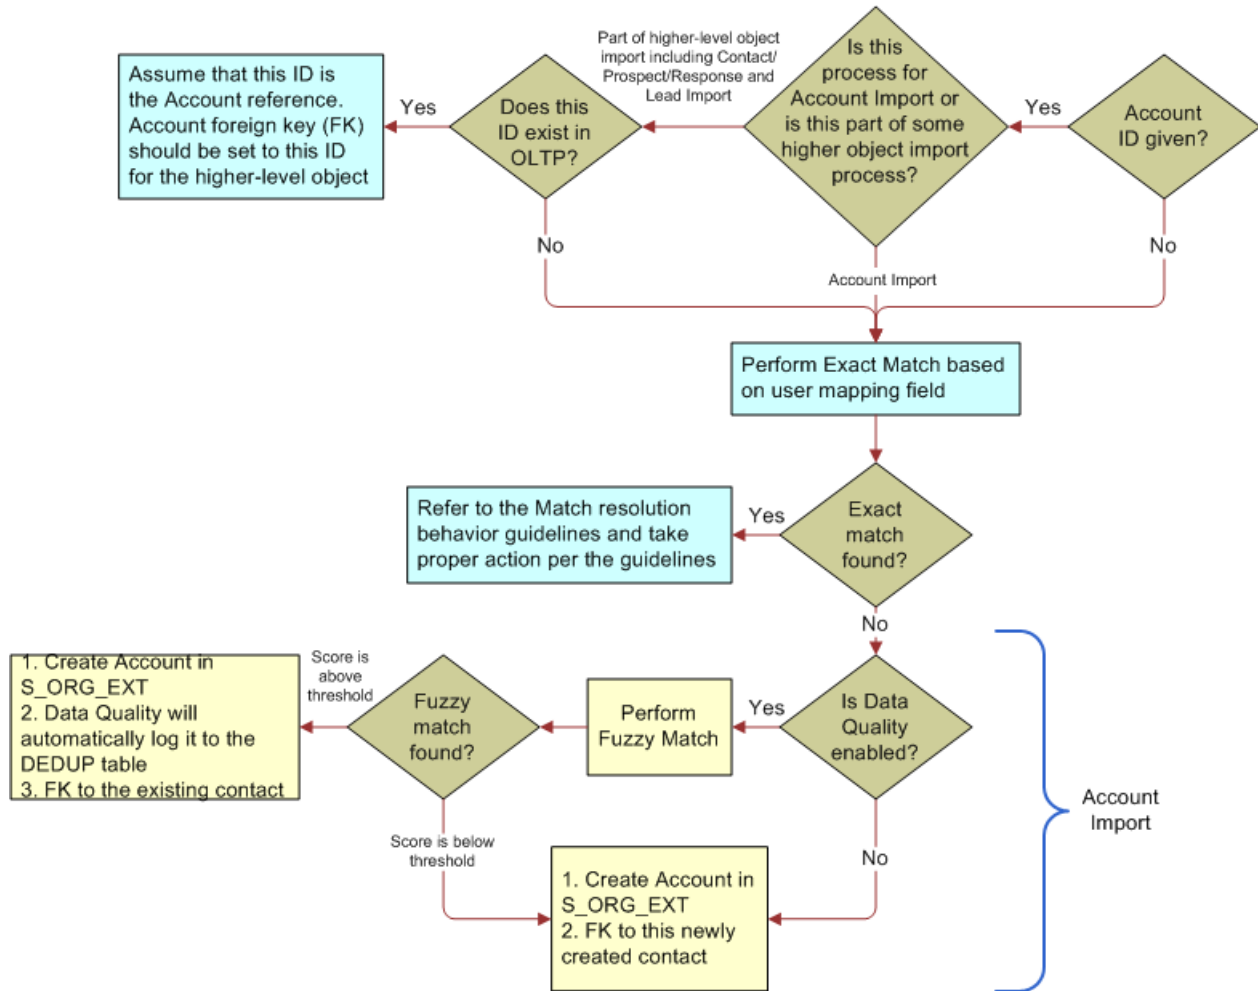 Part of higher-level object
import including Contact/
Prospect/Response and
Lead Import
Is this
process for
Account Import or
is this part of some
higher object import
process?
Assume that this ID is
the Account reference.
Account foreign key (FK)
should be set to this ID
for the higher-level object
Yes
Does this
ID exist in
OLTP?
Yes
Account
ID given?
No
Account Import
No
Perform Exact Match based
on user mapping field
Refer to the Match resolution
behavior guidelines and take
proper action per the guidelines
Yes
Exact
match
found?
No
1. Create Account in
S_ORG_EXT
2. Data Quality will
automatically log it to the
DEDUP table
3. FK to the existing contact
Score is
above
threshold
Fuzzy
match
found?
Perform
Fuzzy Match
Yes
Is Data
Quality
enabled?
Account
Import
Score is below
threshold
No
1. Create Account in
S_ORG_EXT
2. FK to this newly
created contact